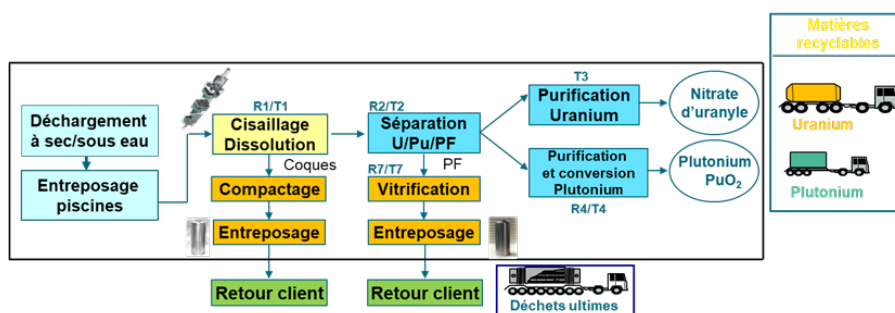 Matières
recyclables
Uranium
Plutonium
Déchargement
à sec/sous eau
Entreposage
piscines
R1/T1
Cisaillage
Dissolution
Coques
Compactage
Entreposage
Retour client
R2/T2
Séparation
U/Pu/PF
PF
R7/T7
Vitrification
Entreposage
Retour client
T3
Purification
Uranium
Nitrate
d'uranyle
Purification
et conversion
Plutonium
R4/T4
Plutonium
PuO₂
Déchets ultimes